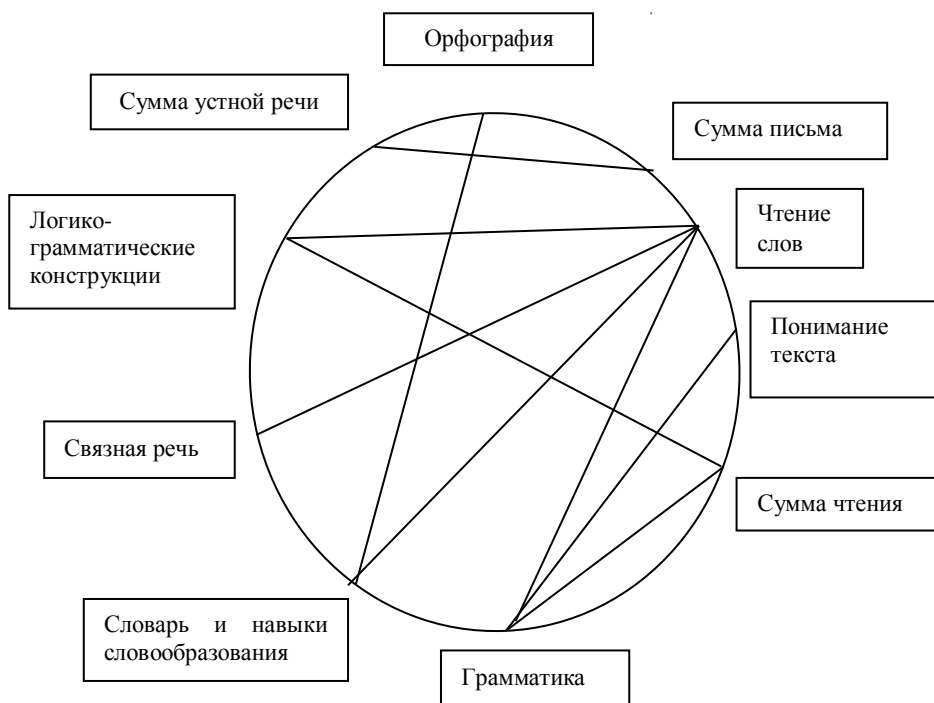 Орфография
Сумма устной речи
Сумма письма
Логико-
грамматические
конструкции
Чтение
слов
Понимание
текста
Связная речь
Сумма чтения
Словарь и навыки
словообразования
Грамматика